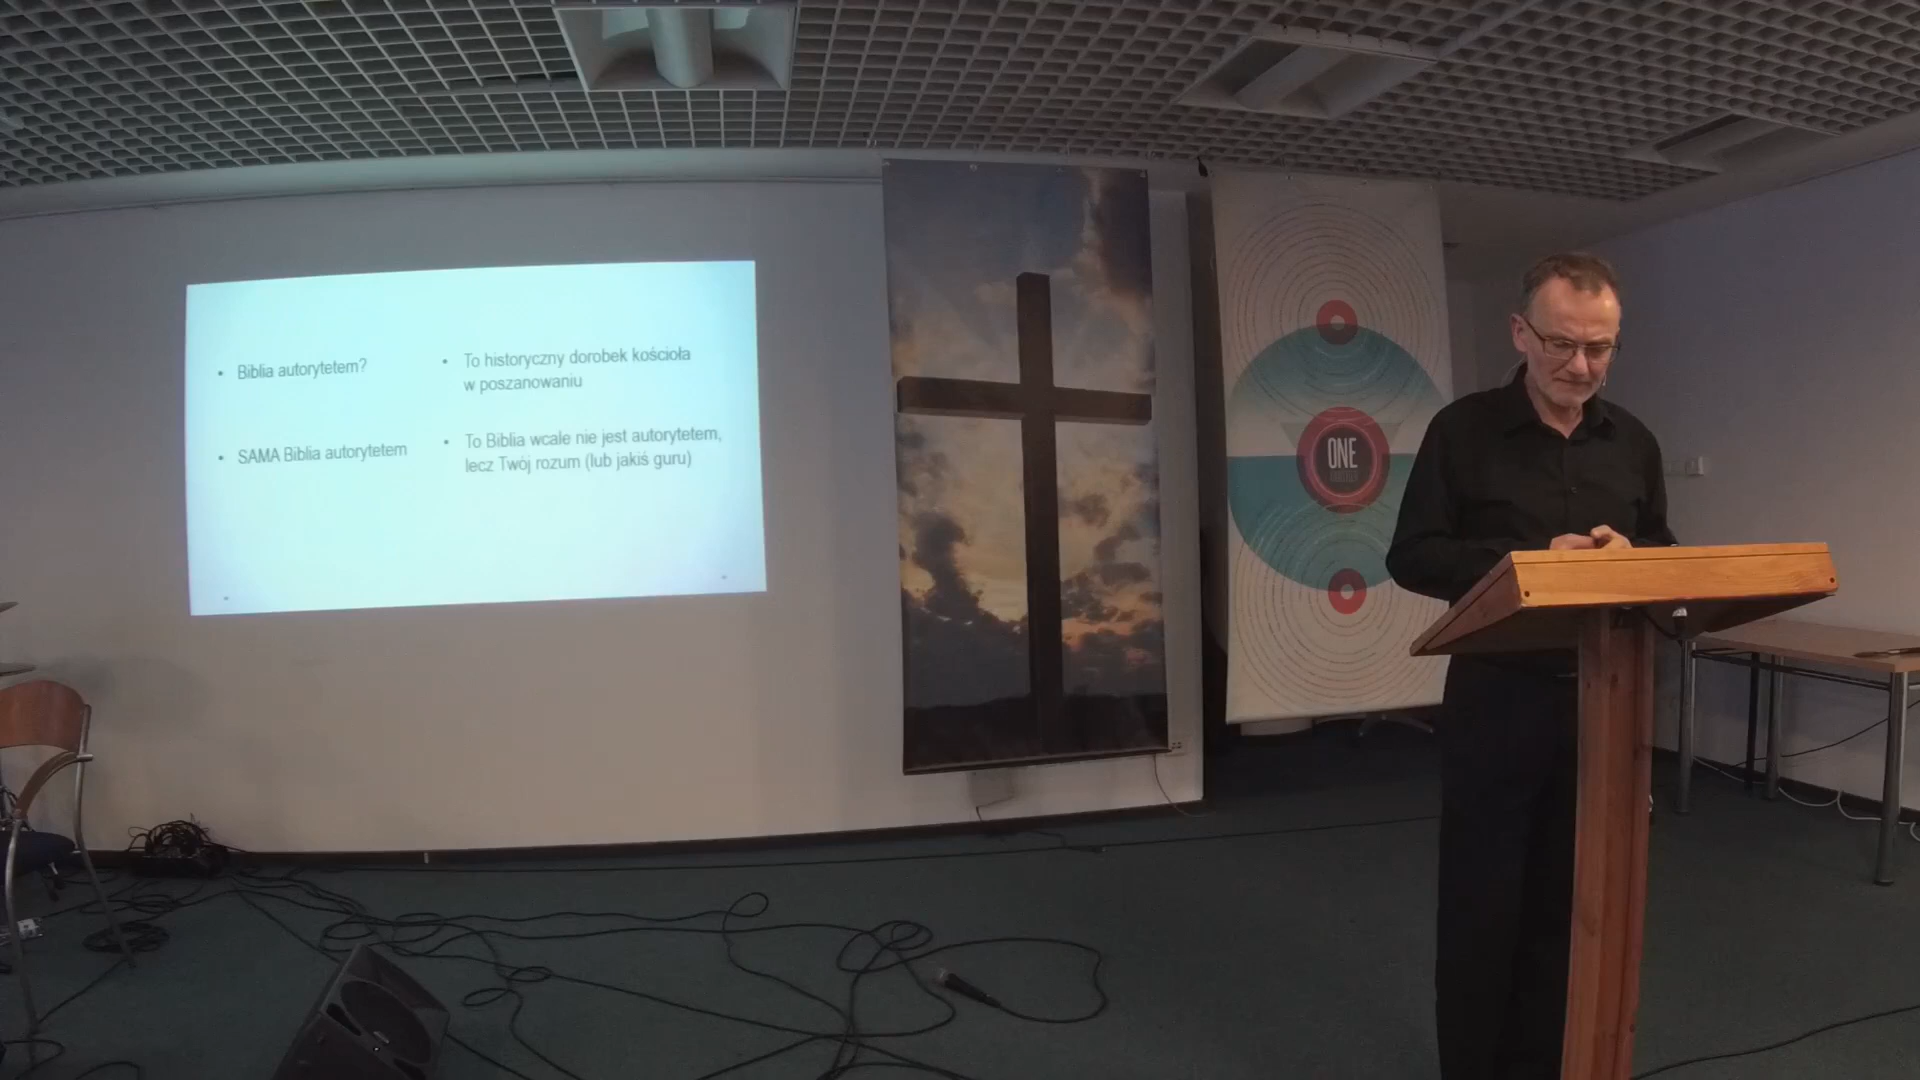 • Biblia autorytetem?
• To historyczny dorobek kościoła
w poszanowaniu
• SAMA Biblia autorytetem
• To Biblia wcale nie jest autorytetem,
lecz Twój rozum (lub jakiś guru)
ONE